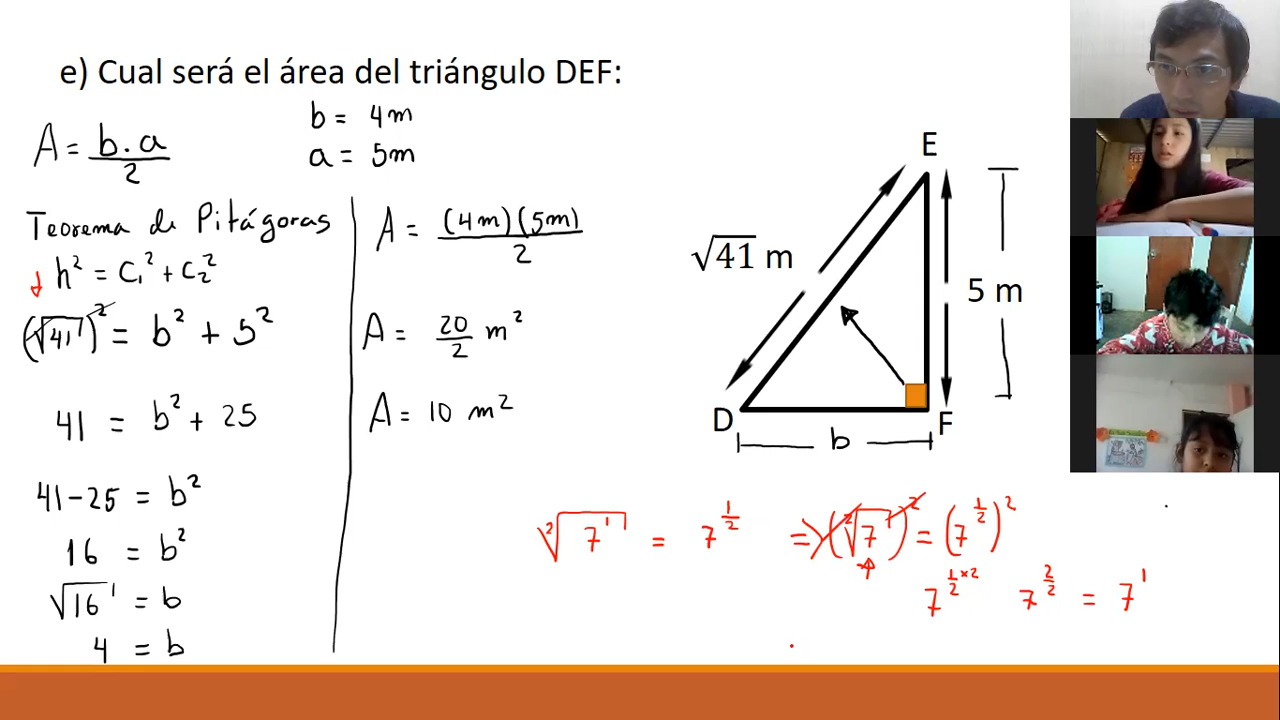 e) Cual será el área del triángulo DEF:
A = b.a / 2
b = 4m
a = 5m
Teorema de Pitágoras
h² = C₁² + C₂²
(√41)² = b² + 5²
41 = b² + 25
41-25 = b²
16 = b²
√16 = b
4 = b
A = (4m)(5m) / 2
A = 20/2 m²
A = 10 m²
E
√41 m
5 m
D
F
b
²√7¹ = 7^(1/2) => (²√7)² = (7^(1/2))²
7^(1/2 × 2) 7^(2/2) = 7¹